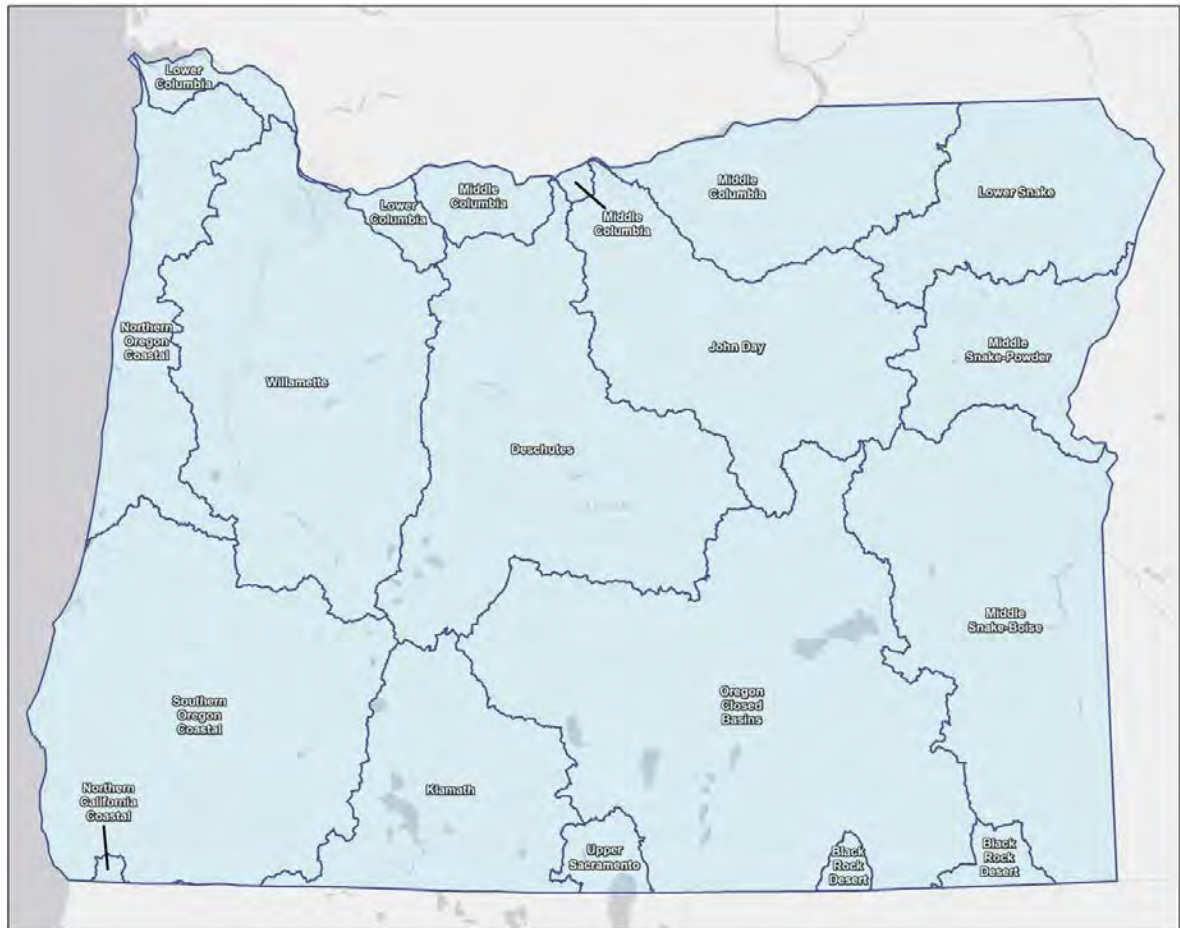 Lower
Columbia
Middle
Columbia
Middle
Columbia
Lower Snake
Lower
Columbia
Middle
Columbia
Northern
Oregon
Coastal
Willamette
John Day
Middle
Snake-Powder
Deschutes
Middle
Snake-Boise
Southern
Oregon
Coastal
Oregon
Closed
Basins
Northern
California
Coastal
Klamath
Upper
Sacramento
Black
Rock
Desert
Black
Rock
Desert